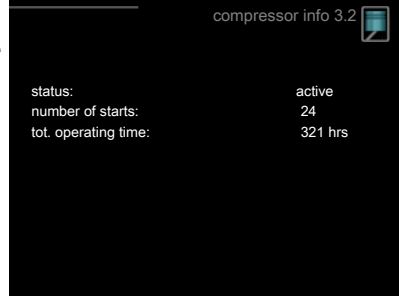 compressor info 3.2
status: active
number of starts: 24
tot. operating time: 321 hrs